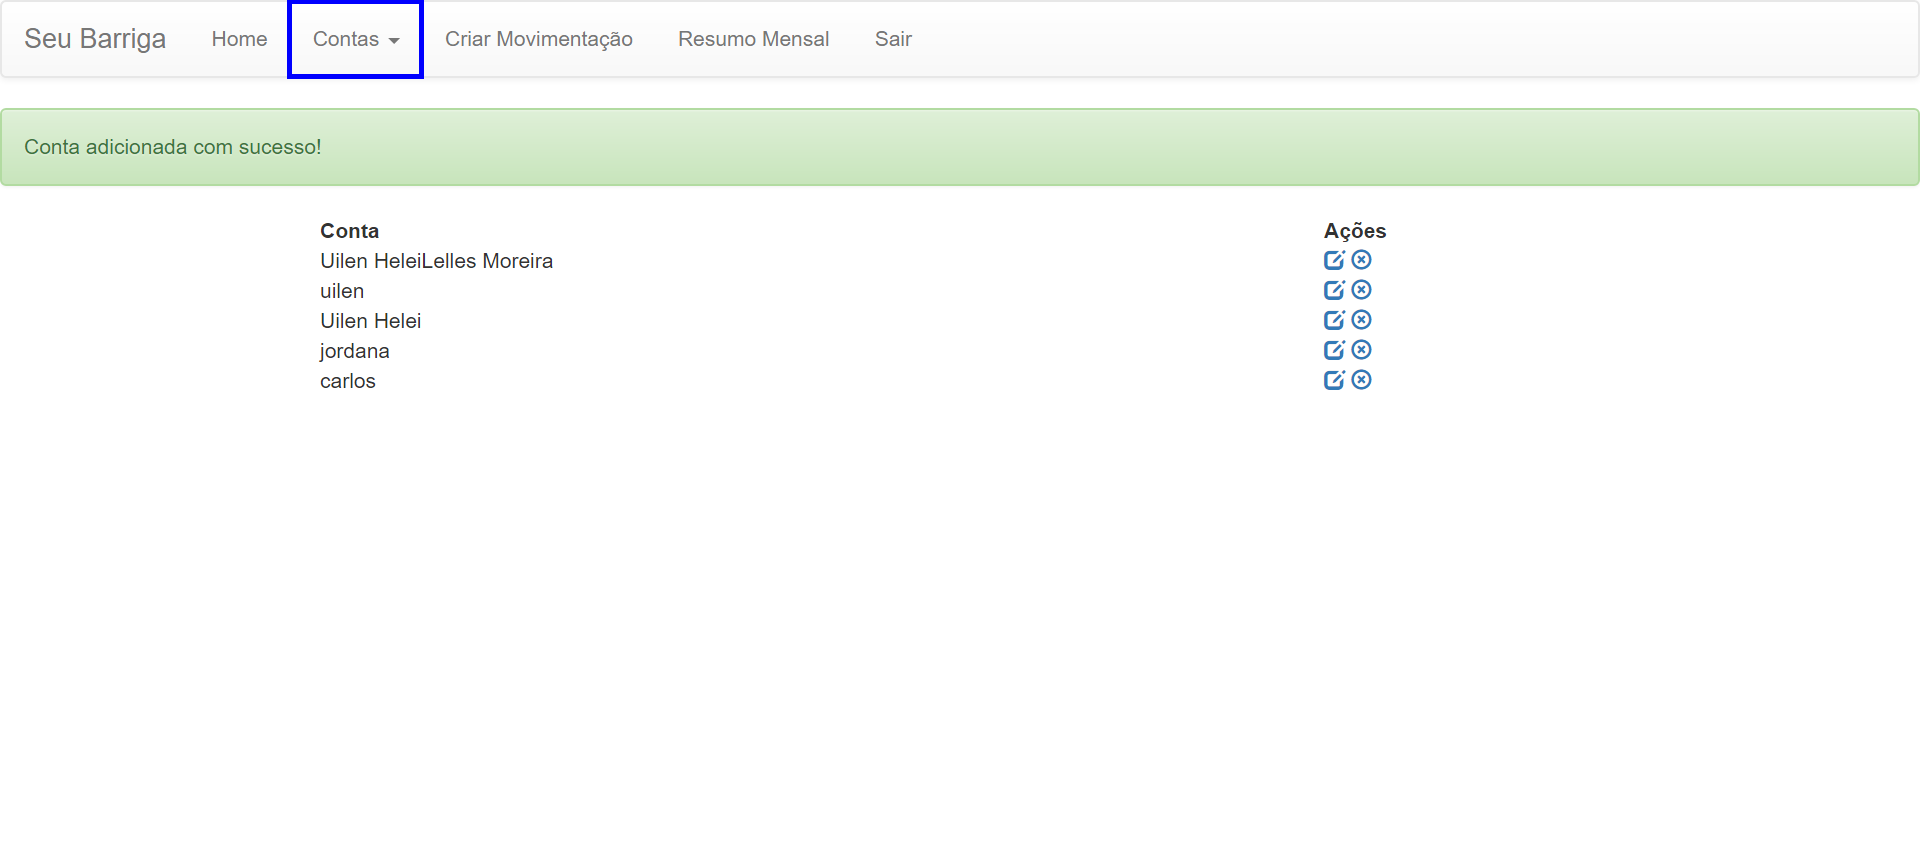 Seu Barriga Home Contas Criar Movimentação Resumo Mensal Sair
Conta adicionada com sucesso!
Conta Ações
Uilen HeleiLelles Moreira
uilen
Uilen Helei
jordana
carlos